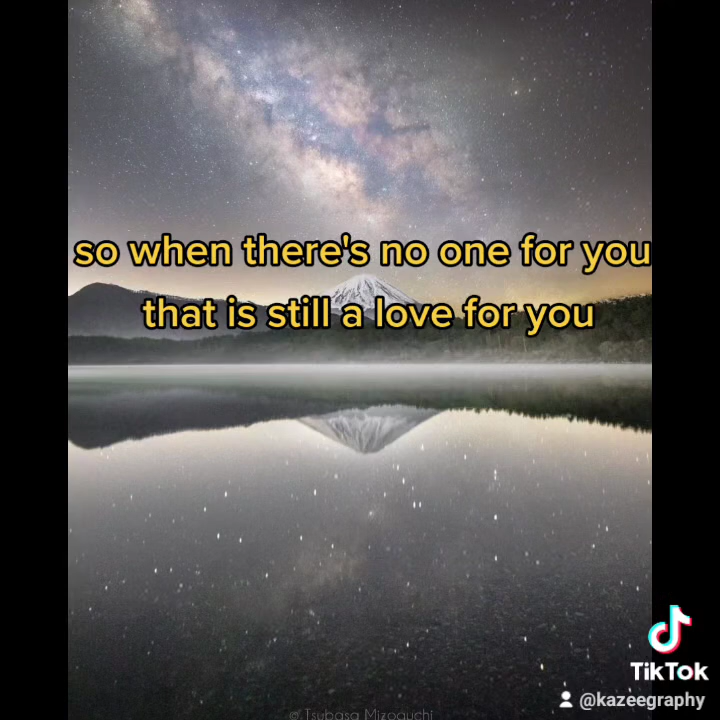 so when there's no one for you
that is still a love for you
TikTok
@kazeegraphy
© Tsubasa Mizoguchi